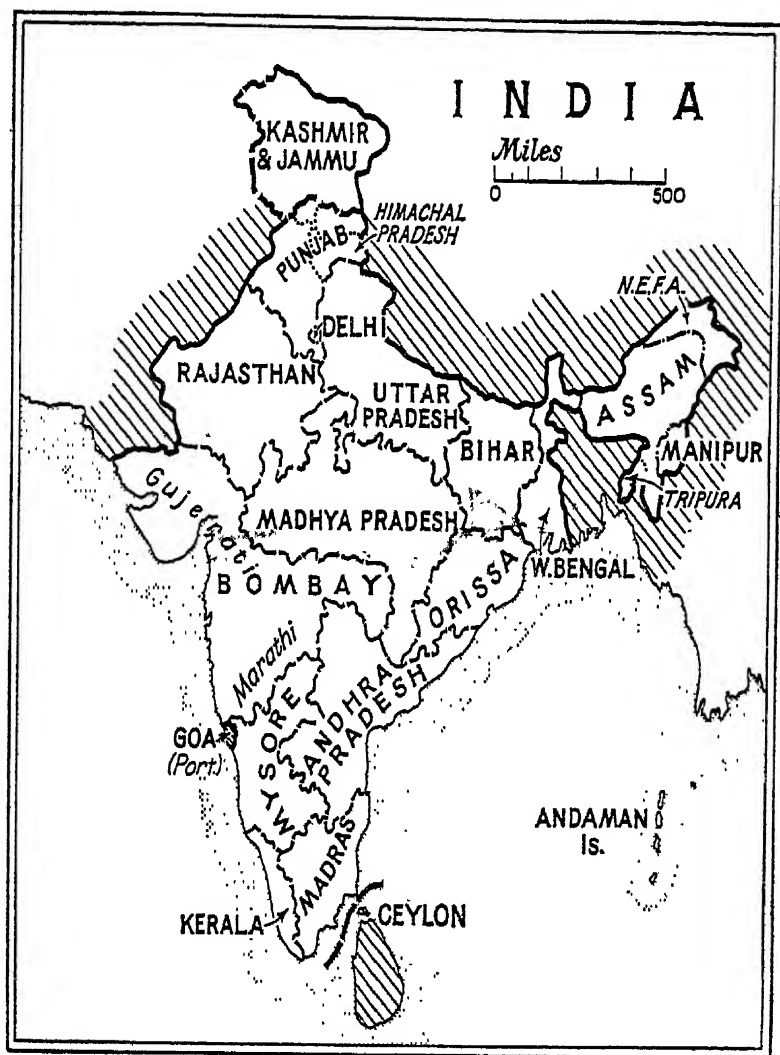 INDIA
Miles
0 500
KASHMIR
& JAMMU
HIMACHAL
PRADESH
PUNJAB
N.E.F.A.
DELHI
RAJASTHAN
UTTAR
PRADESH
ASSAM
BIHAR
MANIPUR
Gujerati
MADHYA PRADESH
TRIPURA
W.BENGAL
BOMBAY
ORISSA
Marathi
ANDHRA
PRADESH
MYSORE
GOA
(Port.)
ANDAMAN
Is.
MADRAS
KERALA
CEYLON